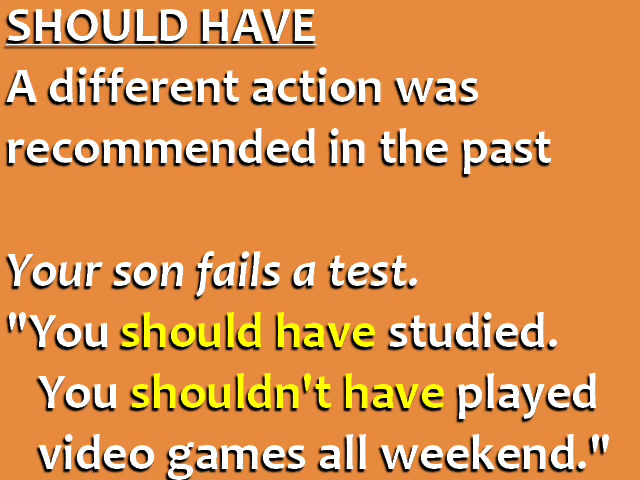 SHOULD HAVE
A different action was
recommended in the past
Your son fails a test.
"You should have studied.
You shouldn't have played
video games all weekend."